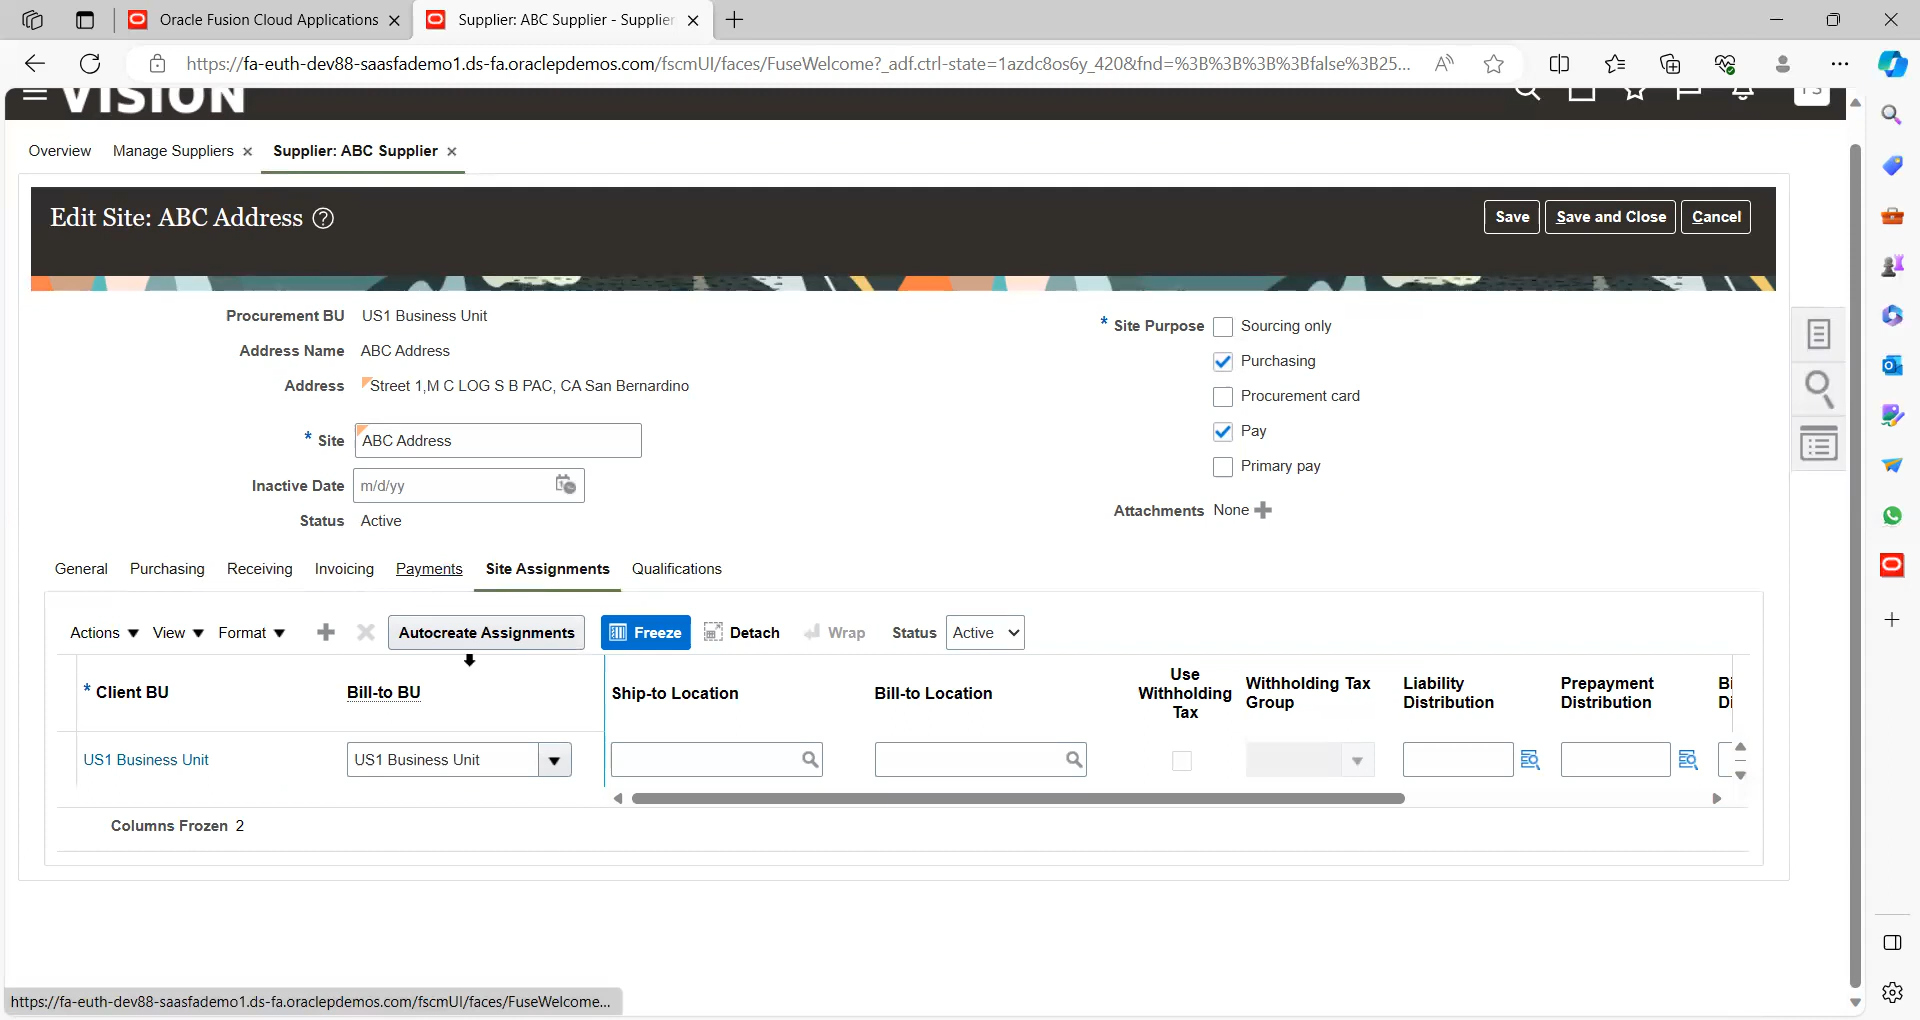 Oracle Fusion Cloud Applications
Supplier: ABC Supplier - Supplier
https://fa-euth-dev88-saasfademo1.ds-fa.oraclepdemos.com/fscmUI/faces/FuseWelcome?_adf.ctrl-state=1azdc8os6y_420&fnd=%3B%3B%3B%3Bfalse%3B25...
VISION
Overview Manage Suppliers Supplier: ABC Supplier
Edit Site: ABC Address
Save Save and Close Cancel
Procurement BU US1 Business Unit
Address Name ABC Address
Address Street 1,M C LOG S B PAC, CA San Bernardino
* Site ABC Address
Inactive Date m/d/yy
Status Active
* Site Purpose Sourcing only
Purchasing
Procurement card
Pay
Primary pay
Attachments None
General Purchasing Receiving Invoicing Payments Site Assignments Qualifications
Actions View Format Autocreate Assignments Freeze Detach Wrap Status Active
* Client BU
Bill-to BU
Ship-to Location
Bill-to Location
Use
Withholding
Tax
Withholding Tax
Group
Liability
Distribution
Prepayment
Distribution
US1 Business Unit US1 Business Unit
Columns Frozen 2
https://fa-euth-dev88-saasfademo1.ds-fa.oraclepdemos.com/fscmUI/faces/FuseWelcome...